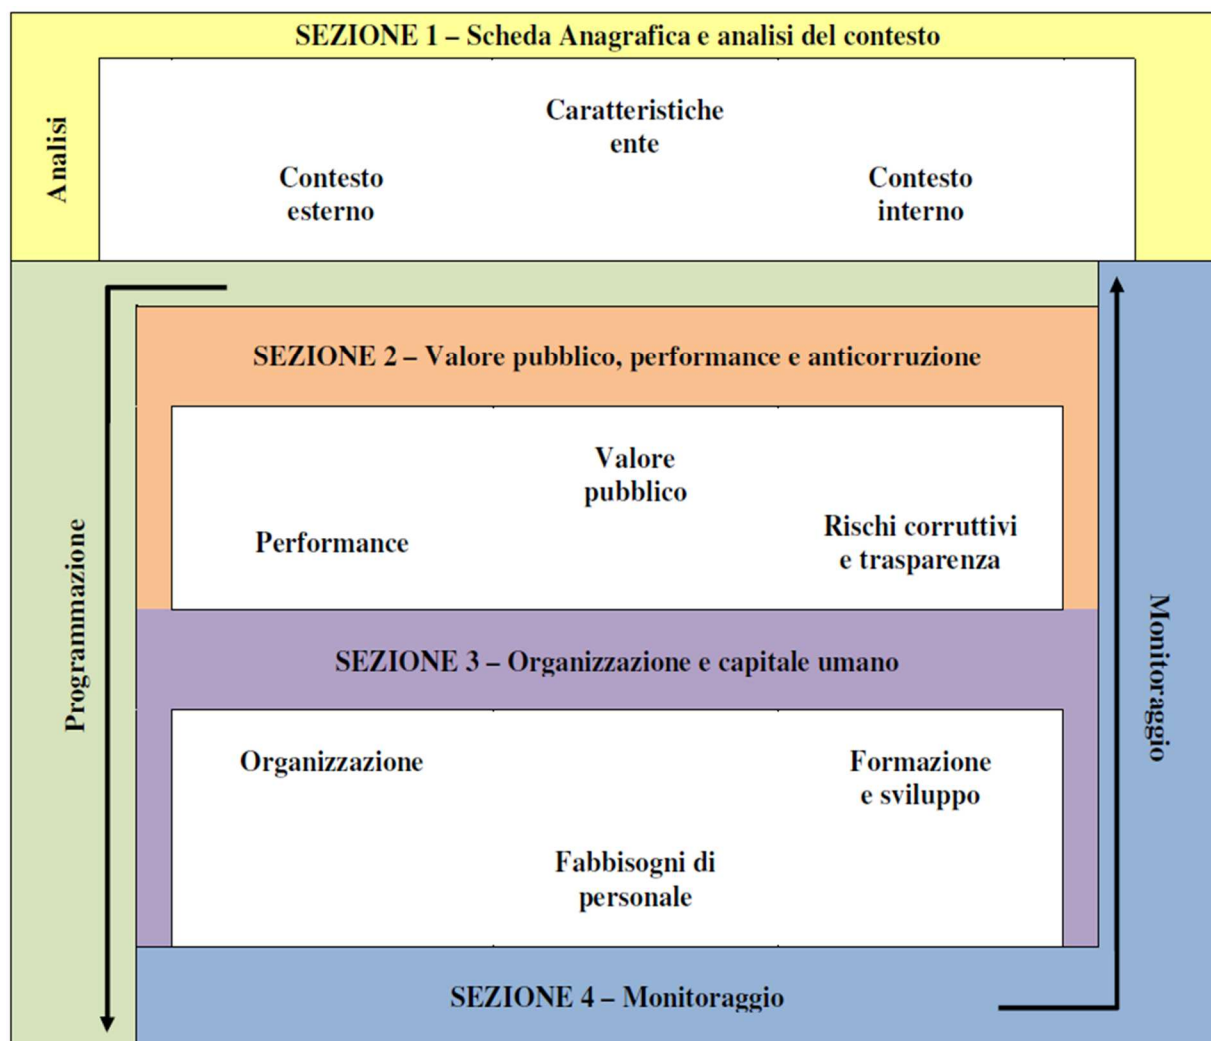 SEZIONE 1 – Scheda Anagrafica e analisi del contesto
Analisi
Caratteristiche
ente
Contesto
esterno
Contesto
interno
Programmazione
SEZIONE 2 – Valore pubblico, performance e anticorruzione
Valore
pubblico
Performance
Rischi corruttivi
e trasparenza
Monitoraggio
SEZIONE 3 – Organizzazione e capitale umano
Organizzazione
Formazione
e sviluppo
Fabbisogni di
personale
SEZIONE 4 – Monitoraggio